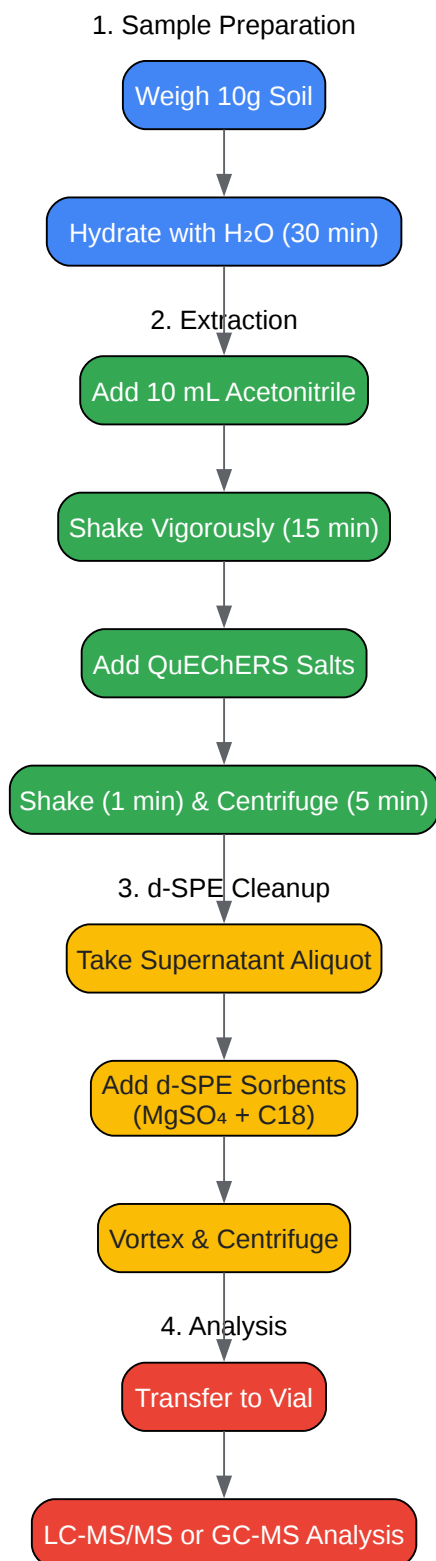 1. Sample Preparation
Weigh 10g Soil
Hydrate with H₂O (30 min)
2. Extraction
Add 10 mL Acetonitrile
Shake Vigorously (15 min)
Add QuEChERS Salts
Shake (1 min) & Centrifuge (5 min)
3. d-SPE Cleanup
Take Supernatant Aliquot
Add d-SPE Sorbents
(MgSO₄ + C18)
Vortex & Centrifuge
4. Analysis
Transfer to Vial
LC-MS/MS or GC-MS Analysis